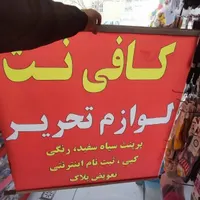 کافی نت
لوازم تحریر
پرینت سیاه سفید، رنگی
کپی ، ثبت نام اینترنتی
تعویض پلاک